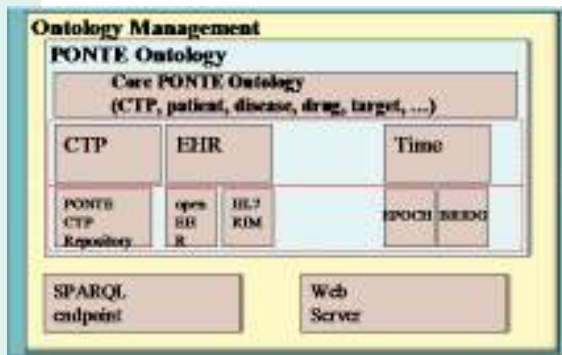 Ontology Management
PONTE Ontology
Core PONTE Ontology
(CTP, patient, disease, drug, target, ...)
CTP
EHR
Time
PONTE
CTP
Repository
open
EH
R
HL7
RIM
EPOCH
BRIDG
SPARQL
endpoint
Web
Server